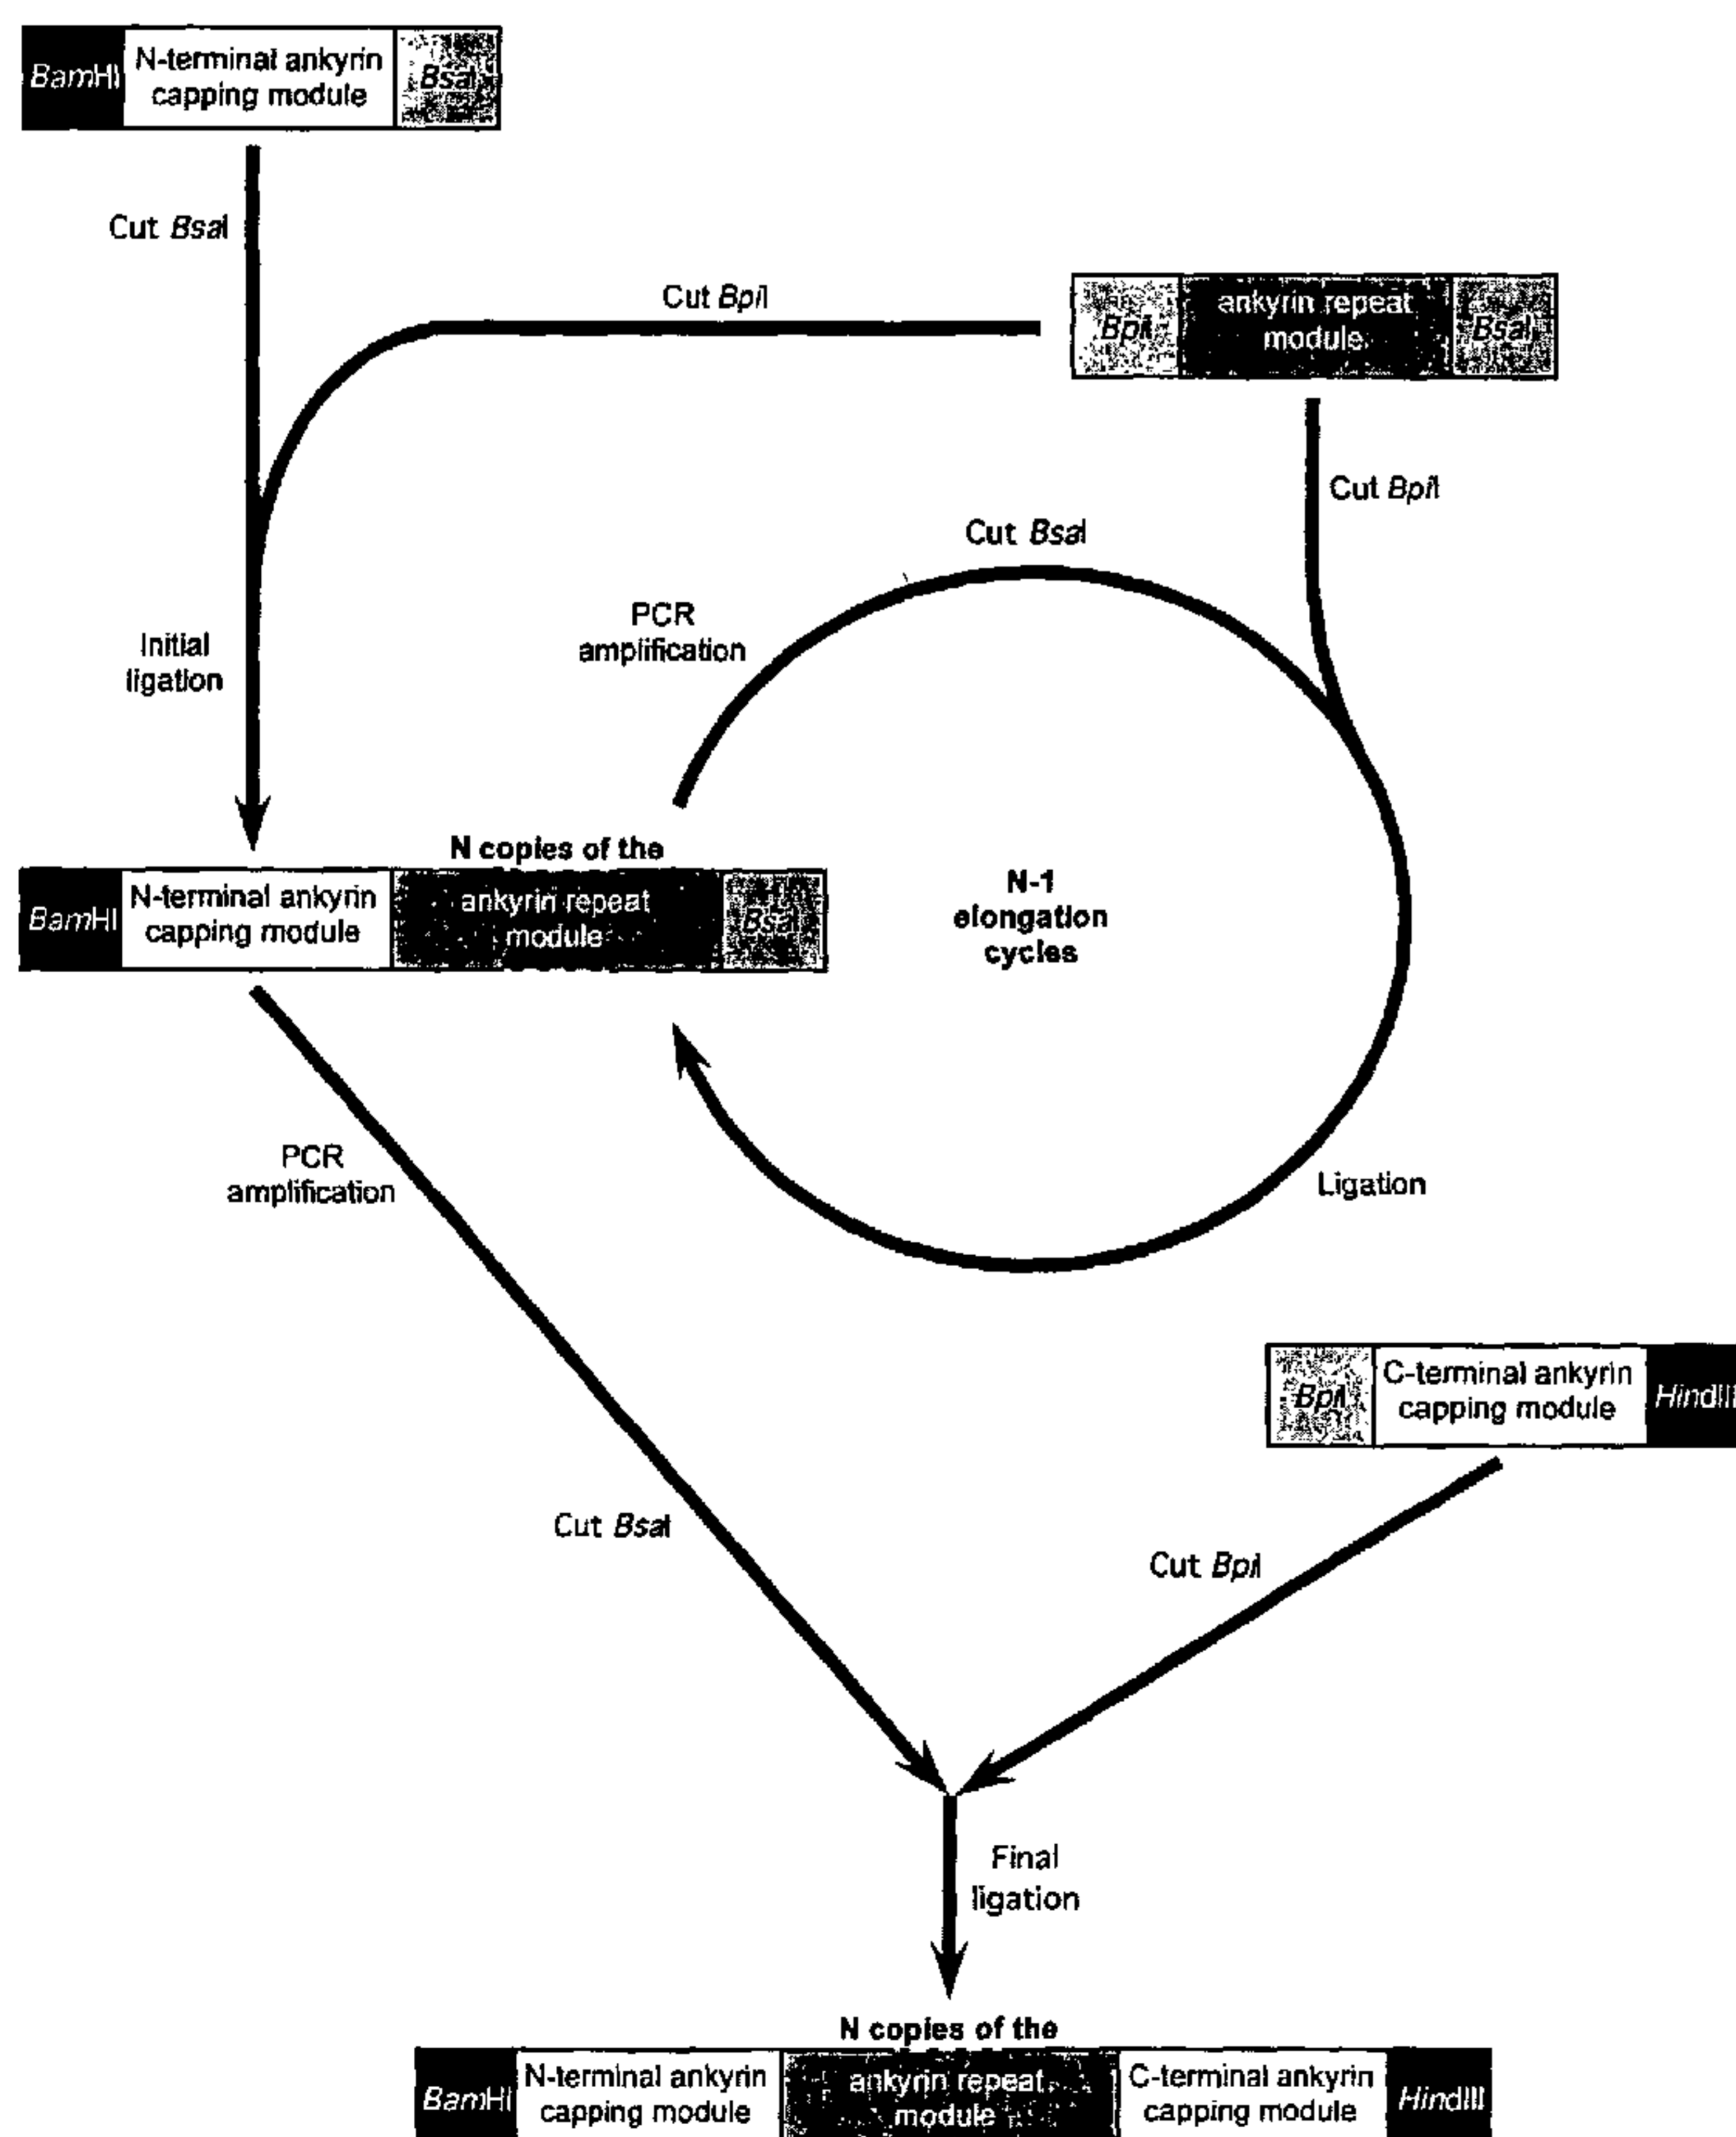 BamHI
N-terminal ankyrin
capping module
BsaI
Cut BsaI
Cut BpiI
BpiI
ankyrin repeat
module
BsaI
Cut BpiI
Cut BsaI
PCR
amplification
Initial
ligation
N copies of the
BamHI
N-terminal ankyrin
capping module
ankyrin repeat
module
BsaI
N-1
elongation
cycles
PCR
amplification
Ligation
BpiI
C-terminal ankyrin
capping module
HindIII
Cut BsaI
Cut BpiI
Final
ligation
N copies of the
BamHI
N-terminal ankyrin
capping module
ankyrin repeat
module
C-terminal ankyrin
capping module
HindIII